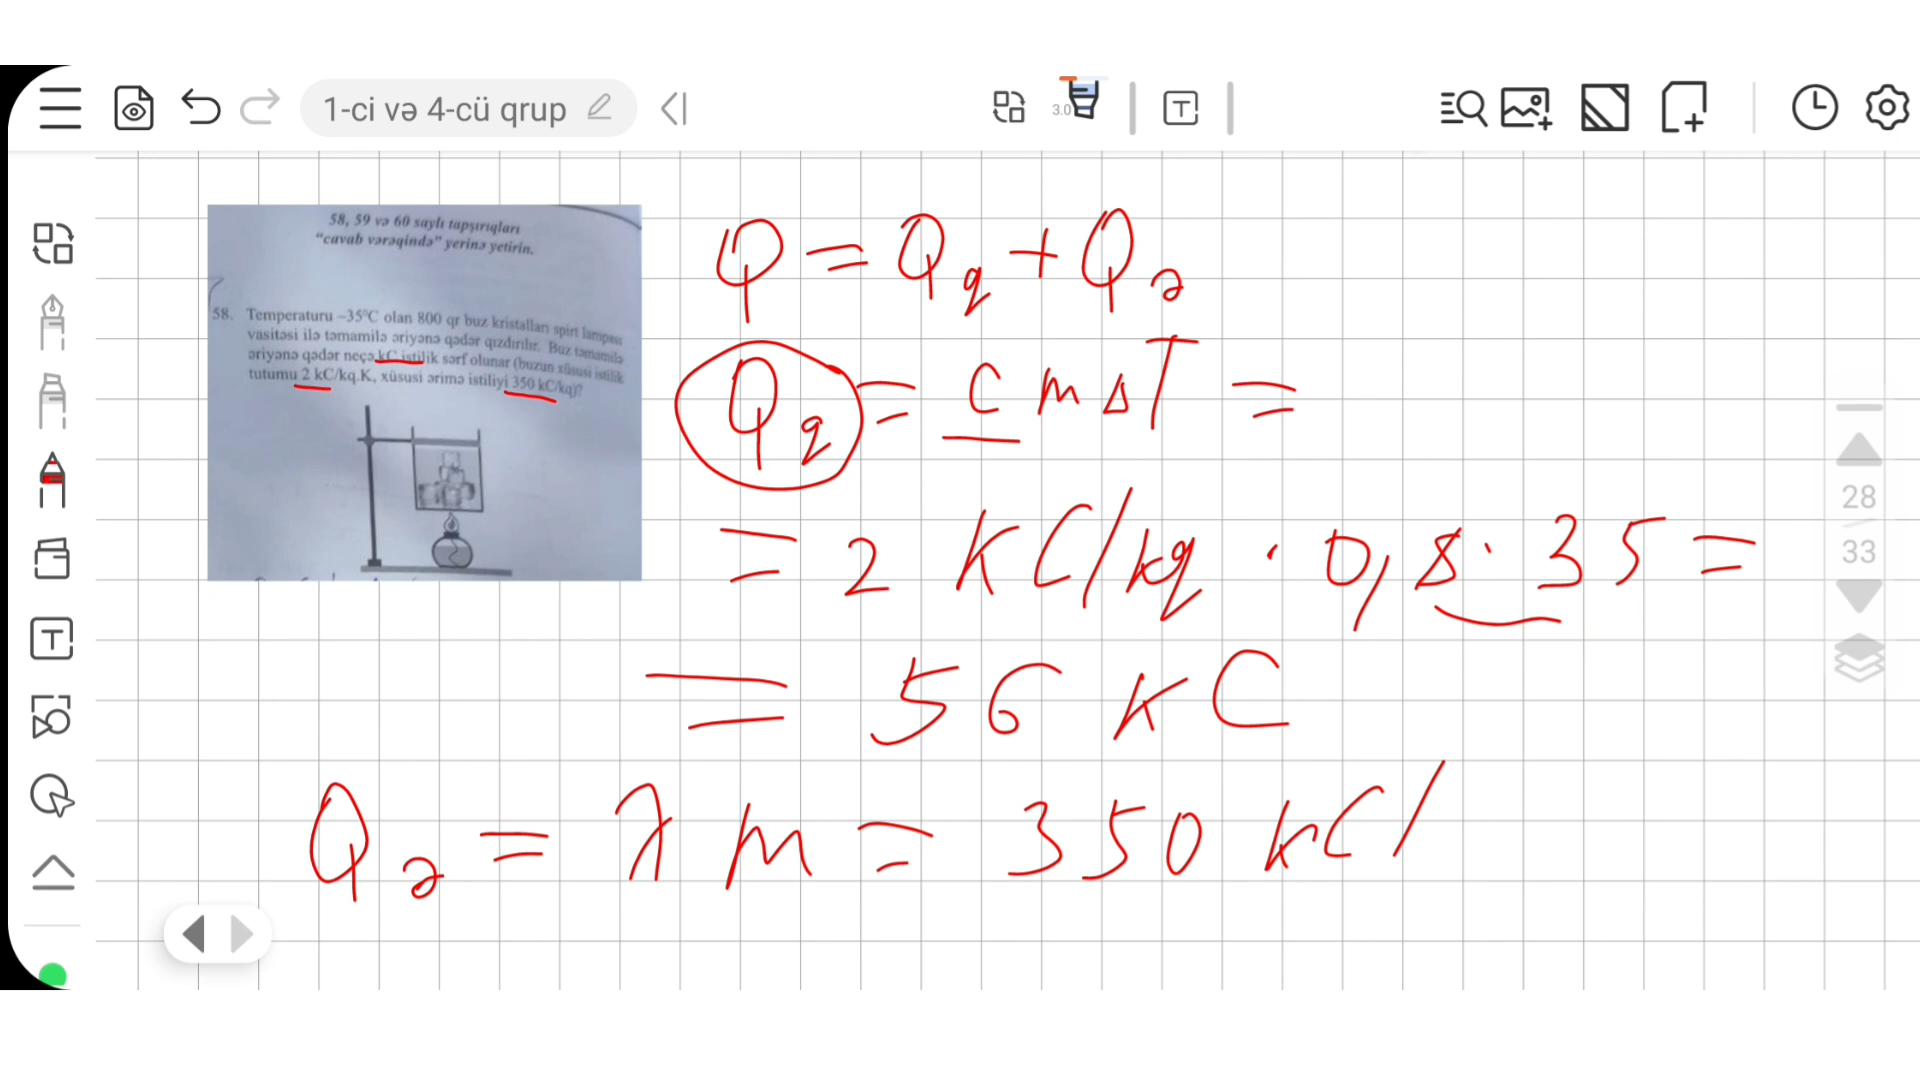 1-ci və 4-cü qrup
3.0
T
58, 59 və 60 saylı tapşırıqları
“cavab vərəqində” yerinə yetirin.
58. Temperaturu –35°C olan 800 qr buz kristalları spirt lampası
vasitəsi ilə tamamilə əriyənə qədər qızdırılır. Buz tamamilə
əriyənə qədər neçə kC istilik sərf olunar (buzun xüsusi istilik
tutumu 2 kC/kq.K, xüsusi ərimə istiliyi 350 kC/kq)?
Q = Qq + Qə
Qq = c m ΔT =
= 2 kC/kq · 0,8 · 35 =
= 56 kC
Qə = λ m = 350 kC/
28
33
T